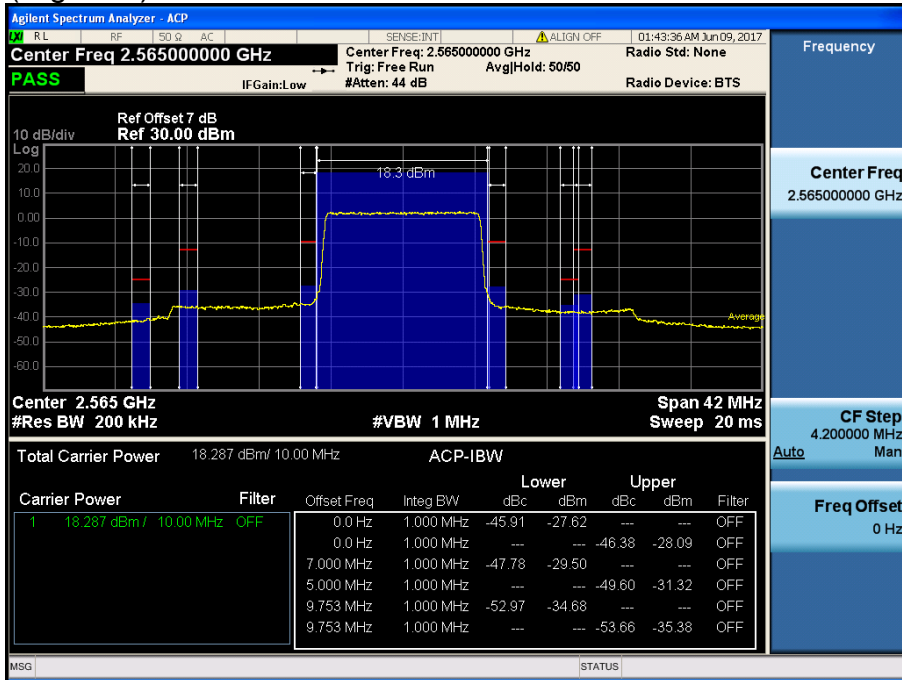 Agilent Spectrum Analyzer - ACP
LXI RL RF 50 Ω AC SENSE:INT ALIGN OFF 01:43:36 AM Jun 09, 2017
Center Freq 2.565000000 GHz
Center Freq: 2.565000000 GHz
Radio Std: None
Trig: Free Run Avg|Hold: 50/50
PASS
IFGain:Low
#Atten: 44 dB
Radio Device: BTS
Ref Offset 7 dB
10 dB/div Ref 30.00 dBm
Log
20.0
18.3 dBm
10.0
0.00
-10.0
-20.0
-30.0
-40.0
Average
-50.0
-60.0
Center 2.565 GHz Span 42 MHz
#Res BW 200 kHz #VBW 1 MHz Sweep 20 ms
Total Carrier Power 18.287 dBm/ 10.00 MHz ACP-IBW
Lower Upper
Carrier Power Filter Offset Freq Integ BW dBc dBm dBc dBm Filter
1 18.287 dBm / 10.00 MHz OFF 0.0 Hz 1.000 MHz -45.91 -27.62 --- --- OFF
0.0 Hz 1.000 MHz --- --- -46.38 -28.09 OFF
7.000 MHz 1.000 MHz -47.78 -29.50 --- --- OFF
5.000 MHz 1.000 MHz --- --- -49.60 -31.32 OFF
9.753 MHz 1.000 MHz -52.97 -34.68 --- --- OFF
9.753 MHz 1.000 MHz --- --- -53.66 -35.38 OFF
MSG STATUS
Frequency
Center Freq
2.565000000 GHz
CF Step
4.200000 MHz
Auto Man
Freq Offset
0 Hz